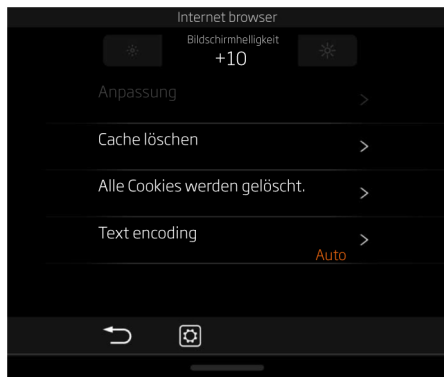 Internet browser
Bildschirmhelligkeit
+10
Anpassung
Cache löschen
Alle Cookies werden gelöscht.
Text encoding
Auto